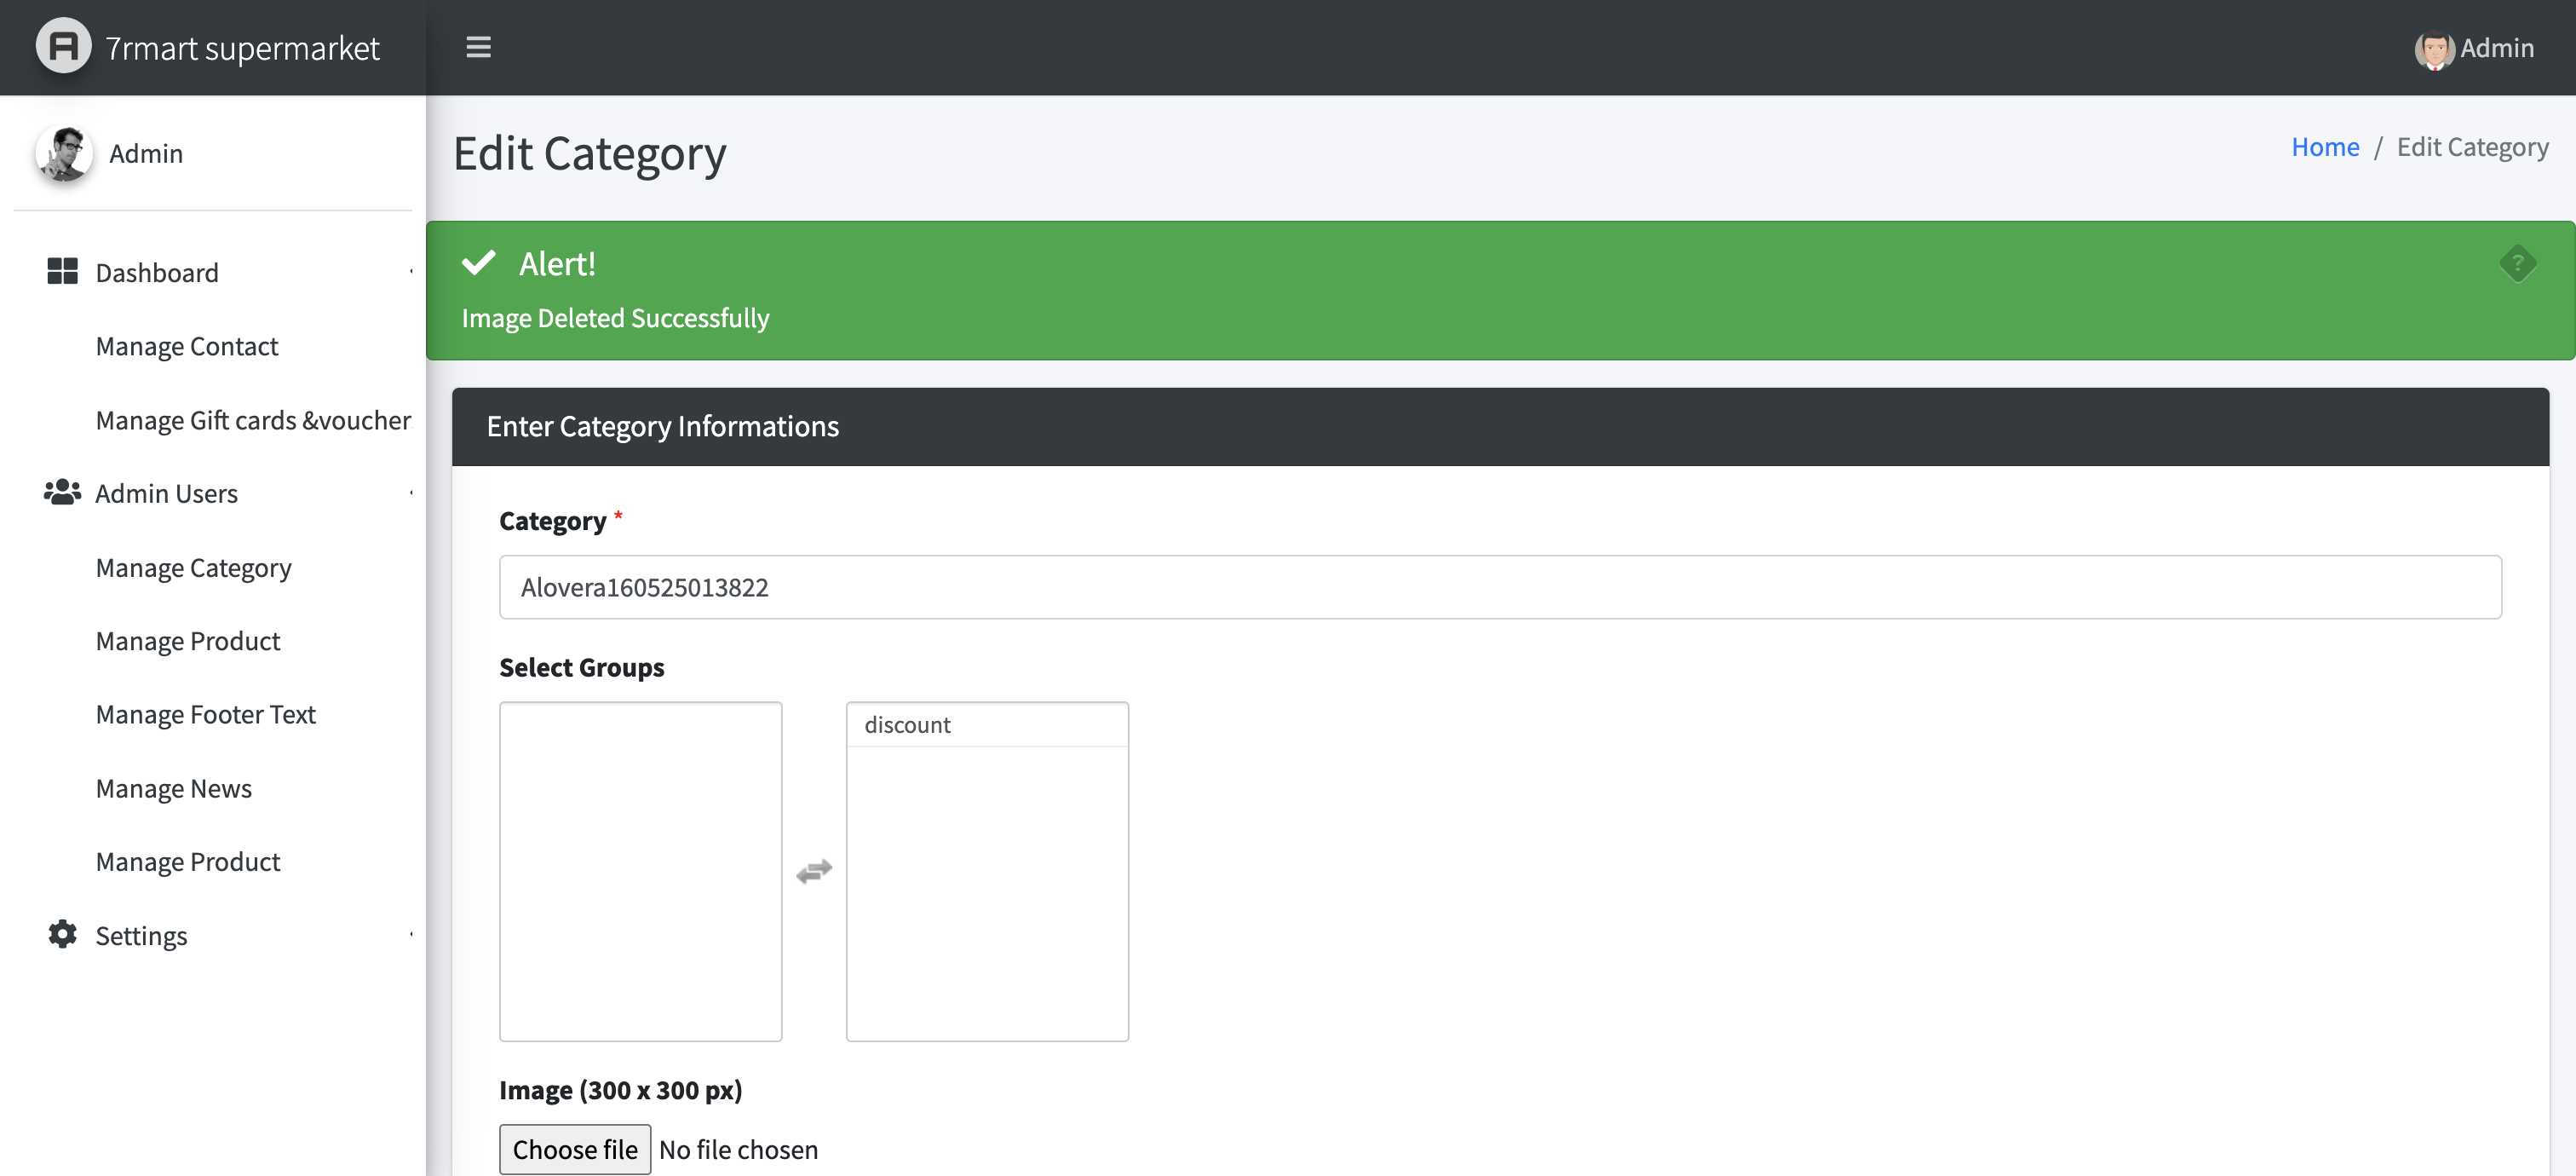 7rmart supermarket
Admin
Admin
Dashboard
Manage Contact
Manage Gift cards &voucher
Admin Users
Manage Category
Manage Product
Manage Footer Text
Manage News
Manage Product
Settings
Edit Category
Home / Edit Category
Alert!
Image Deleted Successfully
Enter Category Informations
Category *
Alovera160525013822
Select Groups
discount
Image (300 x 300 px)
Choose file No file chosen